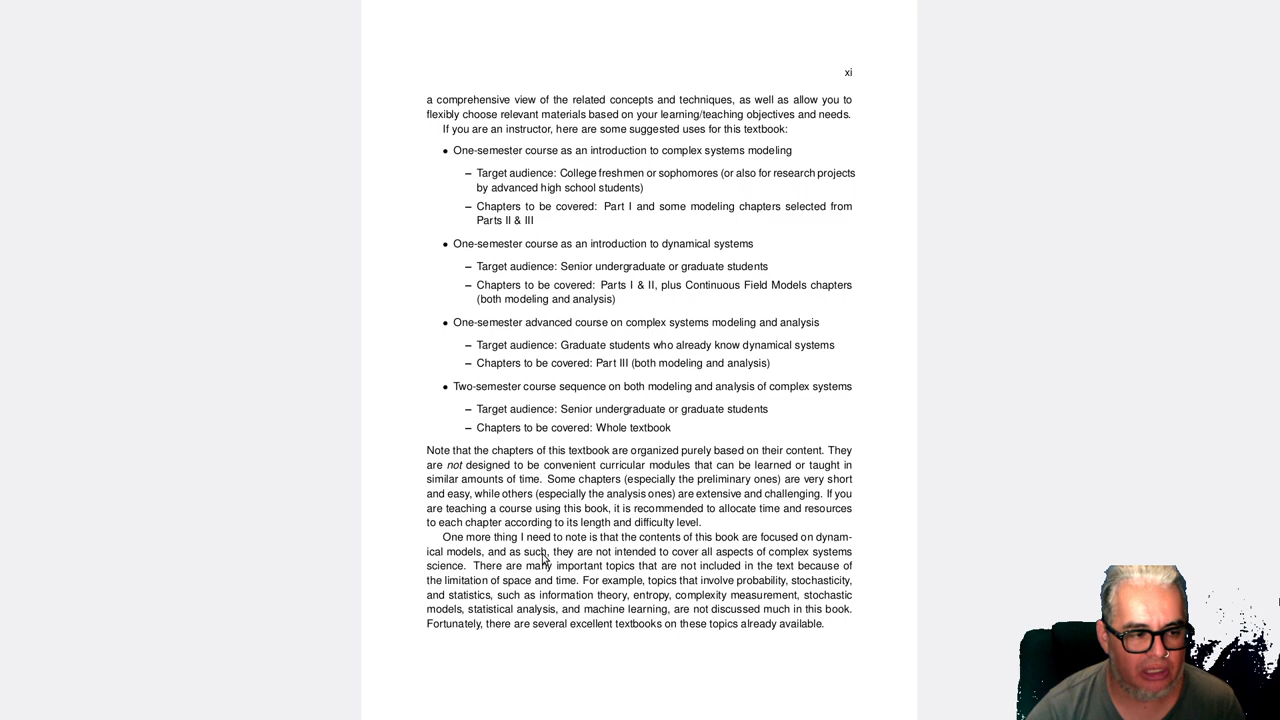 xi
a comprehensive view of the related concepts and techniques, as well as allow you to
flexibly choose relevant materials based on your learning/teaching objectives and needs.
If you are an instructor, here are some suggested uses for this textbook:
• One-semester course as an introduction to complex systems modeling
– Target audience: College freshmen or sophomores (or also for research projects
by advanced high school students)
– Chapters to be covered: Part I and some modeling chapters selected from
Parts II & III
• One-semester course as an introduction to dynamical systems
– Target audience: Senior undergraduate or graduate students
– Chapters to be covered: Parts I & II, plus Continuous Field Models chapters
(both modeling and analysis)
• One-semester advanced course on complex systems modeling and analysis
– Target audience: Graduate students who already know dynamical systems
– Chapters to be covered: Part III (both modeling and analysis)
• Two-semester course sequence on both modeling and analysis of complex systems
– Target audience: Senior undergraduate or graduate students
– Chapters to be covered: Whole textbook
Note that the chapters of this textbook are organized purely based on their content. They
are not designed to be convenient curricular modules that can be learned or taught in
similar amounts of time. Some chapters (especially the preliminary ones) are very short
and easy, while others (especially the analysis ones) are extensive and challenging. If you
are teaching a course using this book, it is recommended to allocate time and resources
to each chapter according to its length and difficulty level.
One more thing I need to note is that the contents of this book are focused on dynam-
ical models, and as such, they are not intended to cover all aspects of complex systems
science. There are many important topics that are not included in the text because of
the limitation of space and time. For example, topics that involve probability, stochasticity,
and statistics, such as information theory, entropy, complexity measurement, stochastic
models, statistical analysis, and machine learning, are not discussed much in this book.
Fortunately, there are several excellent textbooks on these topics already available.